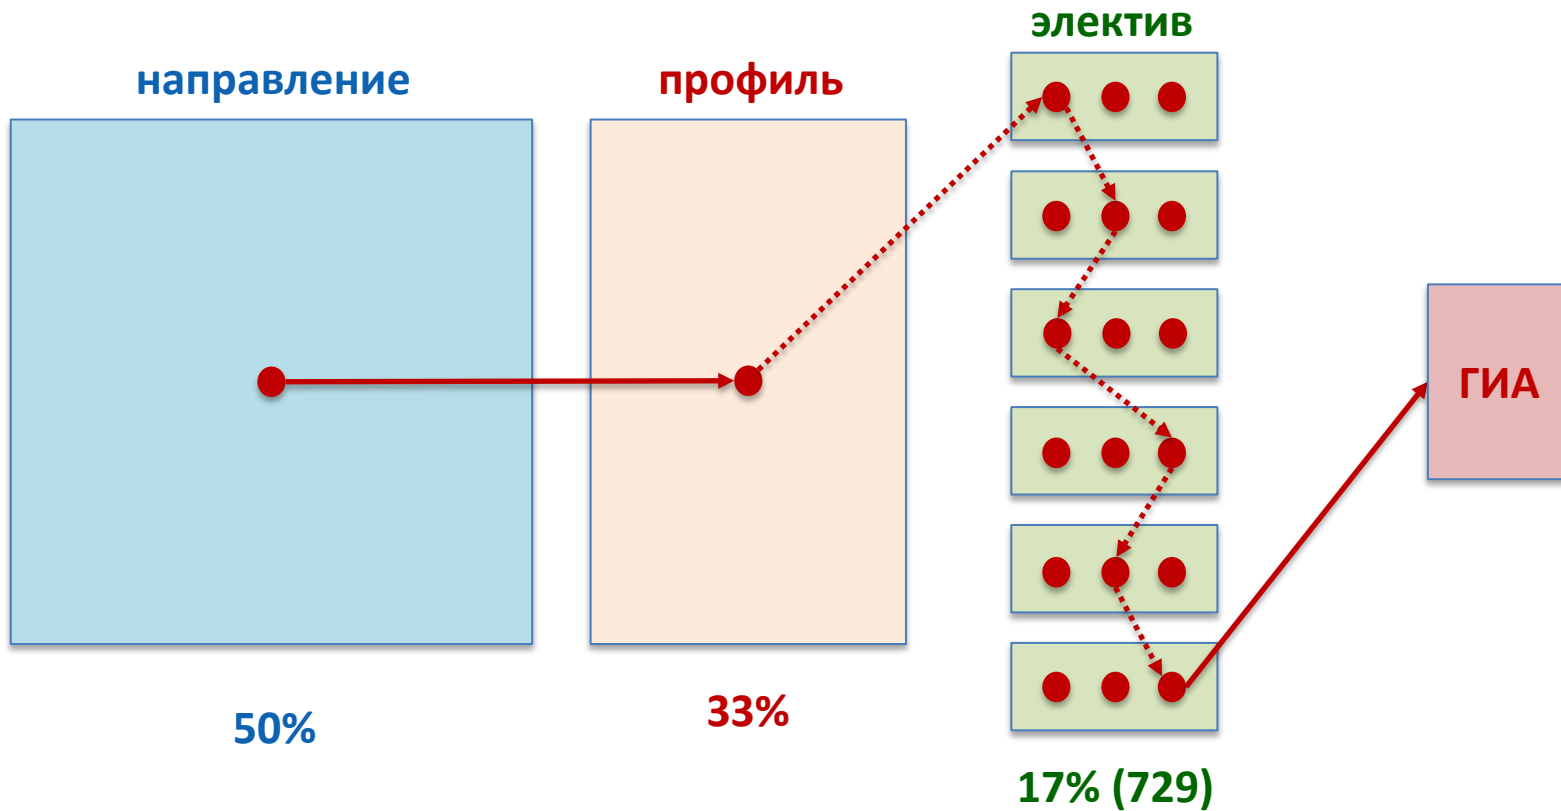 электив
направление
профиль
ГИА
50%
33%
17% (729)